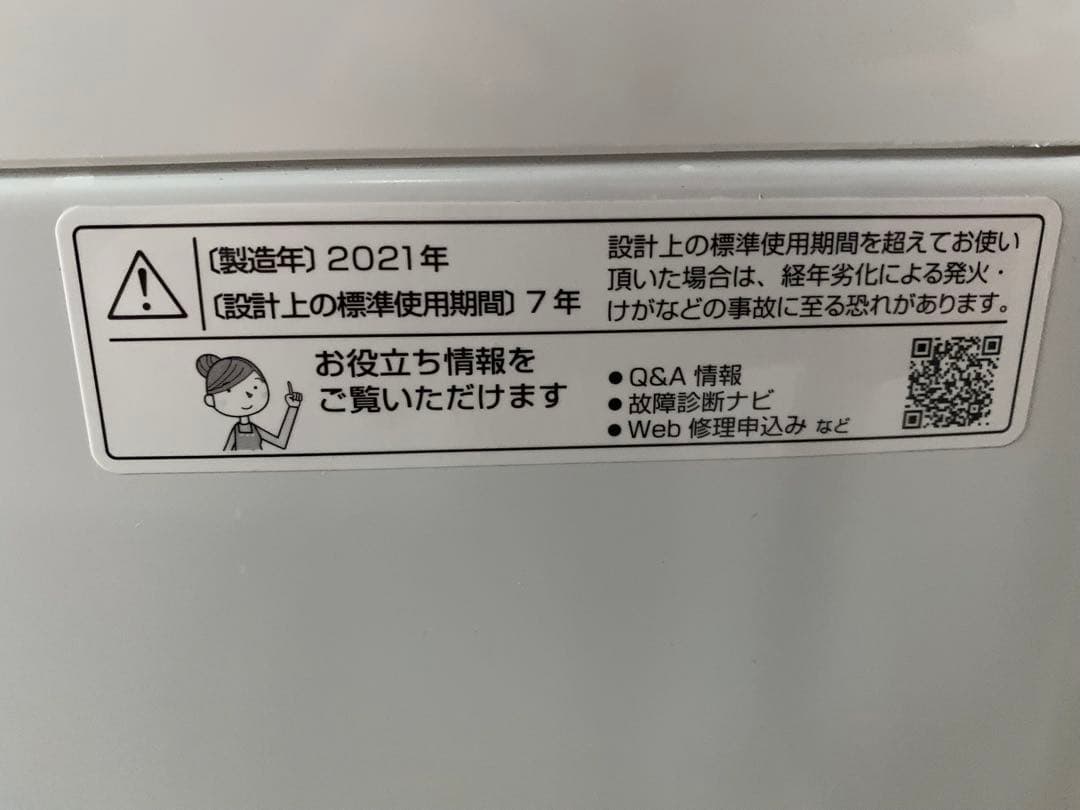 〔製造年〕2021年
〔設計上の標準使用期間〕7年
設計上の標準使用期間を超えてお使い
頂いた場合は、経年劣化による発火・
けがなどの事故に至る恐れがあります。
お役立ち情報を
ご覧いただけます
●Q&A 情報
●故障診断ナビ
●Web 修理申込み など